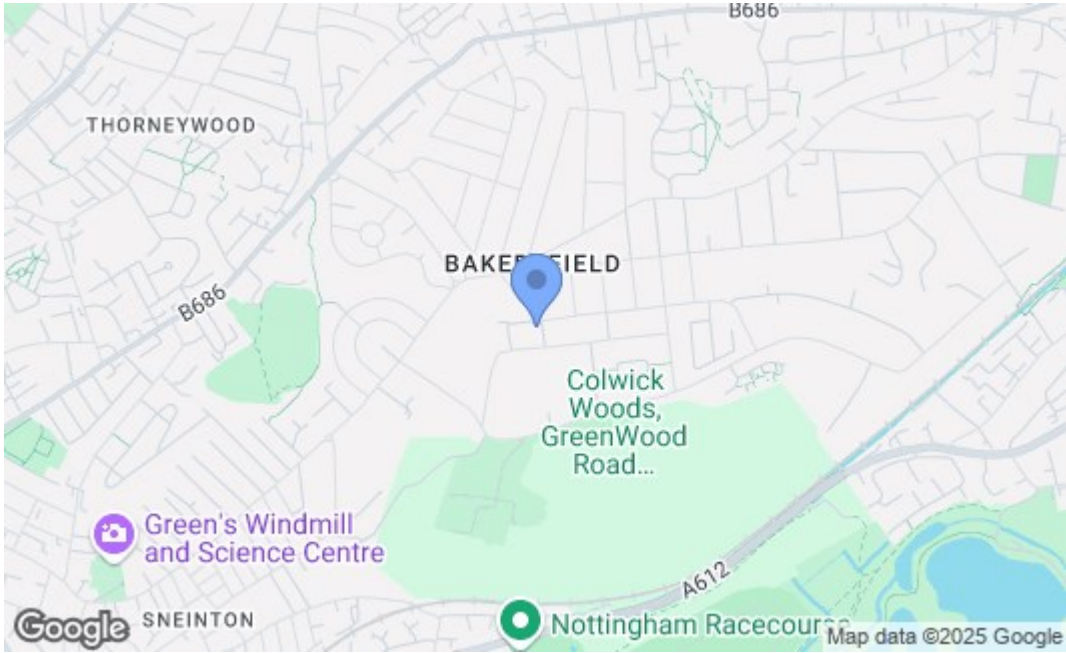 B686
THORNEYWOOD
BAKERSFIELD
B686
Colwick
Woods,
GreenWood
Road...
Green's Windmill
and Science Centre
A612
SNEINTON
Nottingham Racecourse
Google
Map data ©2025 Google